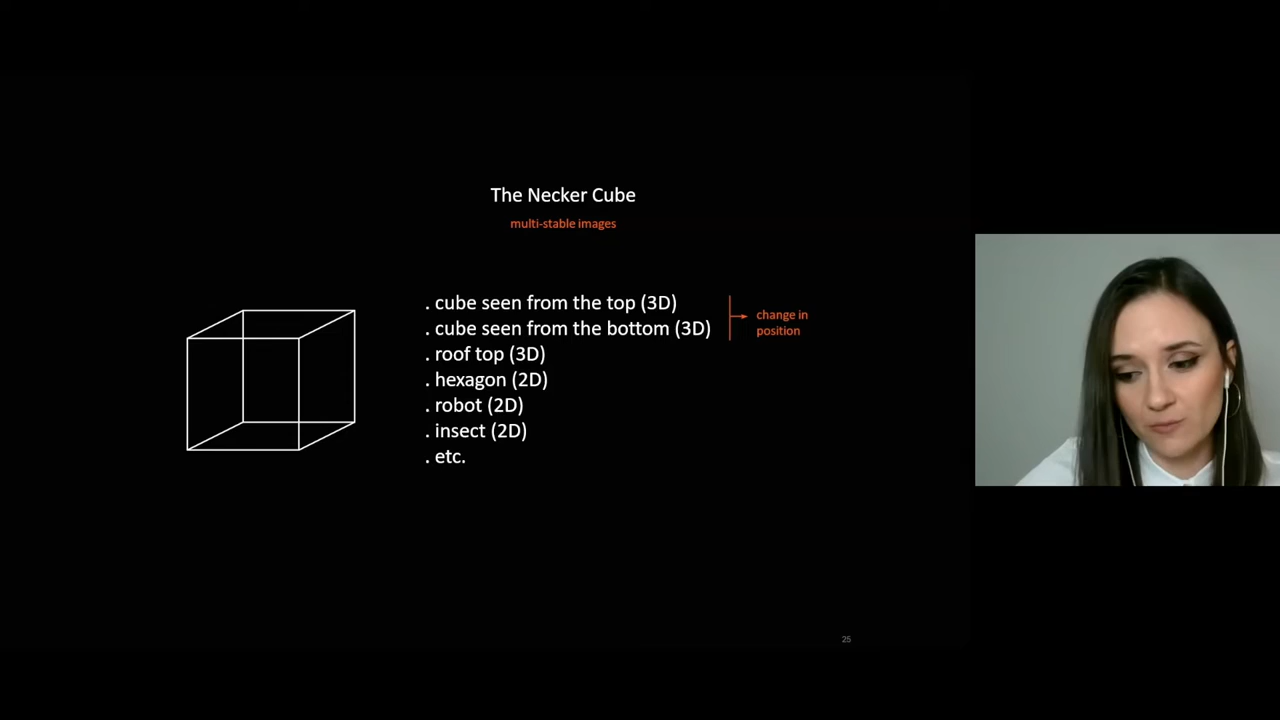 The Necker Cube
multi-stable images
. cube seen from the top (3D)
. cube seen from the bottom (3D)
change in
position
. roof top (3D)
. hexagon (2D)
. robot (2D)
. insect (2D)
. etc.
25